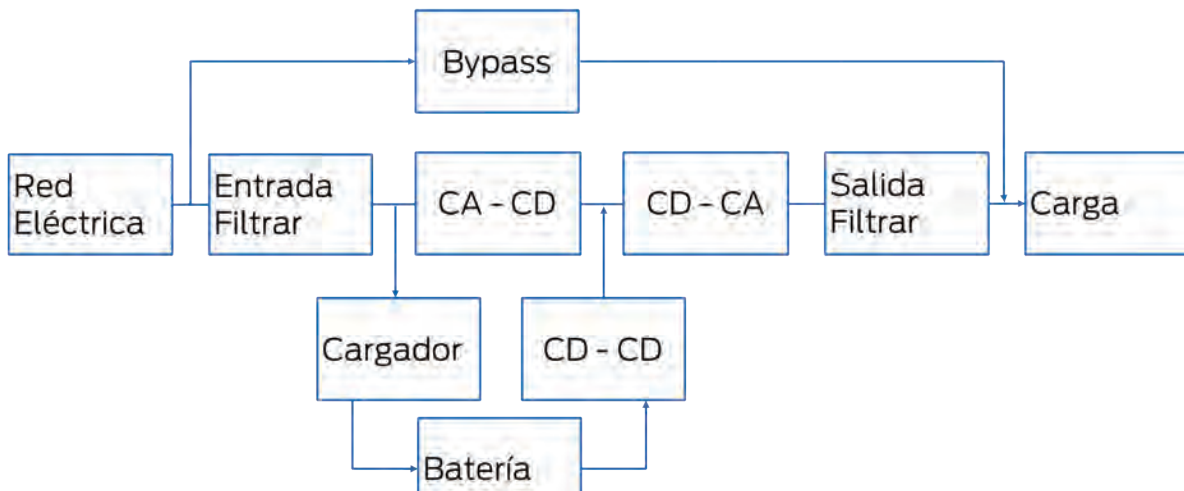 Bypass
Red
Eléctrica
Entrada
Filtrar
CA - CD
CD - CA
Salida
Filtrar
Carga
Cargador
CD - CD
Batería